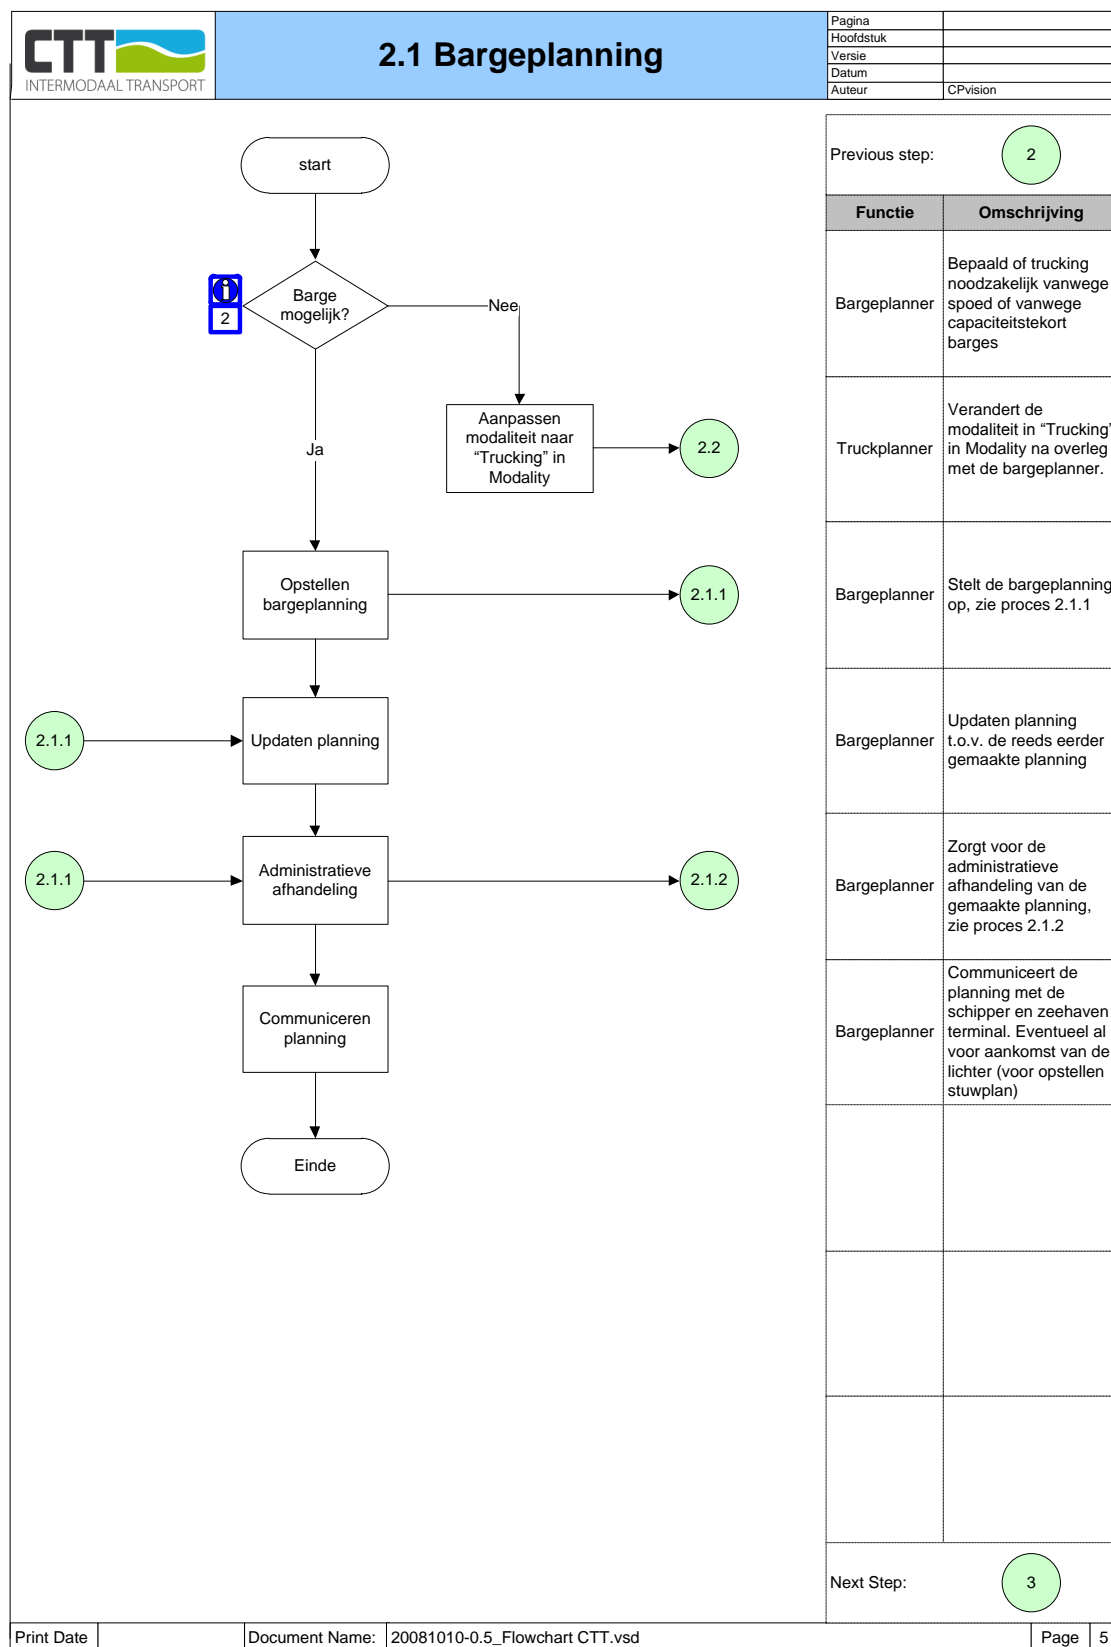 CTT
INTERMODAAL TRANSPORT
2.1 Bargeplanning
Pagina
Hoofdstuk
Versie
Datum
Auteur CPvision
Previous step: 2
Functie Omschrijving
start
Barge
mogelijk?
i
2
Nee
Ja
Bargeplanner
Bepaald of trucking
noodzakelijk vanwege
spoed of vanwege
capaciteitstekort
barges
Aanpassen
modaliteit naar
“Trucking” in
Modality
2.2
Truckplanner
Verandert de
modaliteit in “Trucking”
in Modality na overleg
met de bargeplanner.
Opstellen
bargeplanning
2.1.1
Bargeplanner
Stelt de bargeplanning
op, zie proces 2.1.1
2.1.1
Updaten planning
Bargeplanner
Updaten planning
t.o.v. de reeds eerder
gemaakte planning
2.1.1
Administratieve
afhandeling
2.1.2
Bargeplanner
Zorgt voor de
administratieve
afhandeling van de
gemaakte planning,
zie proces 2.1.2
Communiceren
planning
Bargeplanner
Communiceert de
planning met de
schipper en zeehaven
terminal. Eventueel al
voor aankomst van de
lichter (voor opstellen
stuwplan)
Einde
Next Step: 3
Print Date
Document Name: 20081010-0.5_Flowchart CTT.vsd
Page 5